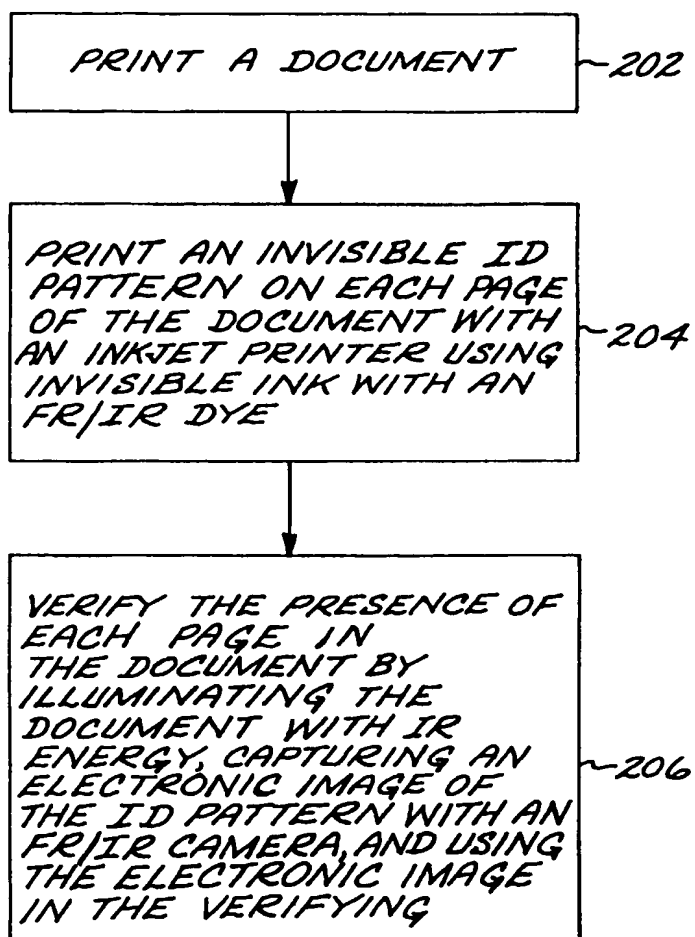 PRINT A DOCUMENT
202
PRINT AN INVISIBLE ID
PATTERN ON EACH PAGE
OF THE DOCUMENT WITH
AN INKJET PRINTER USING
INVISIBLE INK WITH AN
FR/IR DYE
204
VERIFY THE PRESENCE OF
EACH PAGE IN
THE DOCUMENT BY
ILLUMINATING THE
DOCUMENT WITH IR
ENERGY, CAPTURING AN
ELECTRONIC IMAGE OF
THE ID PATTERN WITH AN
FR/IR CAMERA, AND USING
THE ELECTRONIC IMAGE
IN THE VERIFYING
206